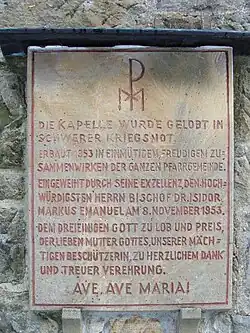 DIE KAPELLE WURDE GELOBT IN
SCHWERER KRIEGSNOT.
ERBAUT 1953 IN EINMÜTIGEM, FREUDIGEM ZU-
SAMMENWIRKEN DER GANZEN PFARRGEMEINDE.
EINGEWEIHT DURCH SEINE EXZELLENZ DEN HOCH-
WÜRDIGSTEN HERRN BISCHOF DR. ISIDOR
MARKUS EMANUEL AM 8. NOVEMBER 1953.
DEM DREIEINIGEN GOTT ZU LOB UND PREIS,
DER LIEBEN MUTTER GOTTES, UNSERER MÄCH-
TIGEN BESCHÜTZERIN, ZU HERZLICHEM DANK
UND TREUER VEREHRUNG.
AVE, AVE MARIA!